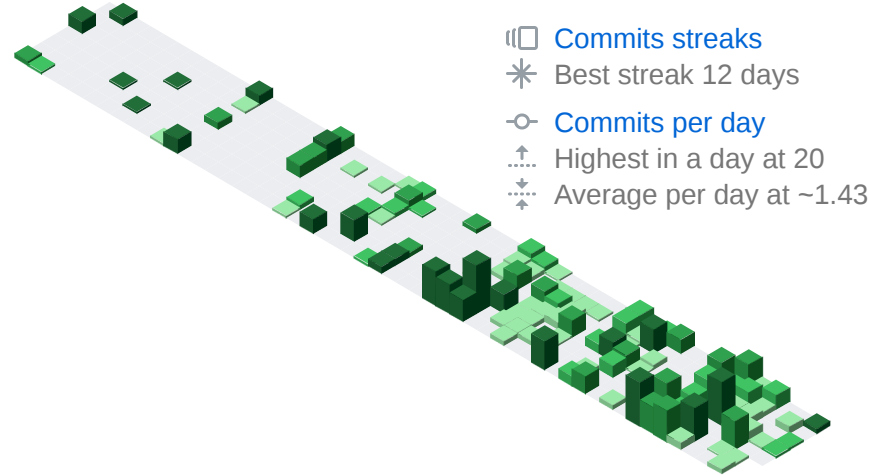 Commits streaks
Best streak 12 days
Commits per day
Highest in a day at 20
Average per day at ~1.43